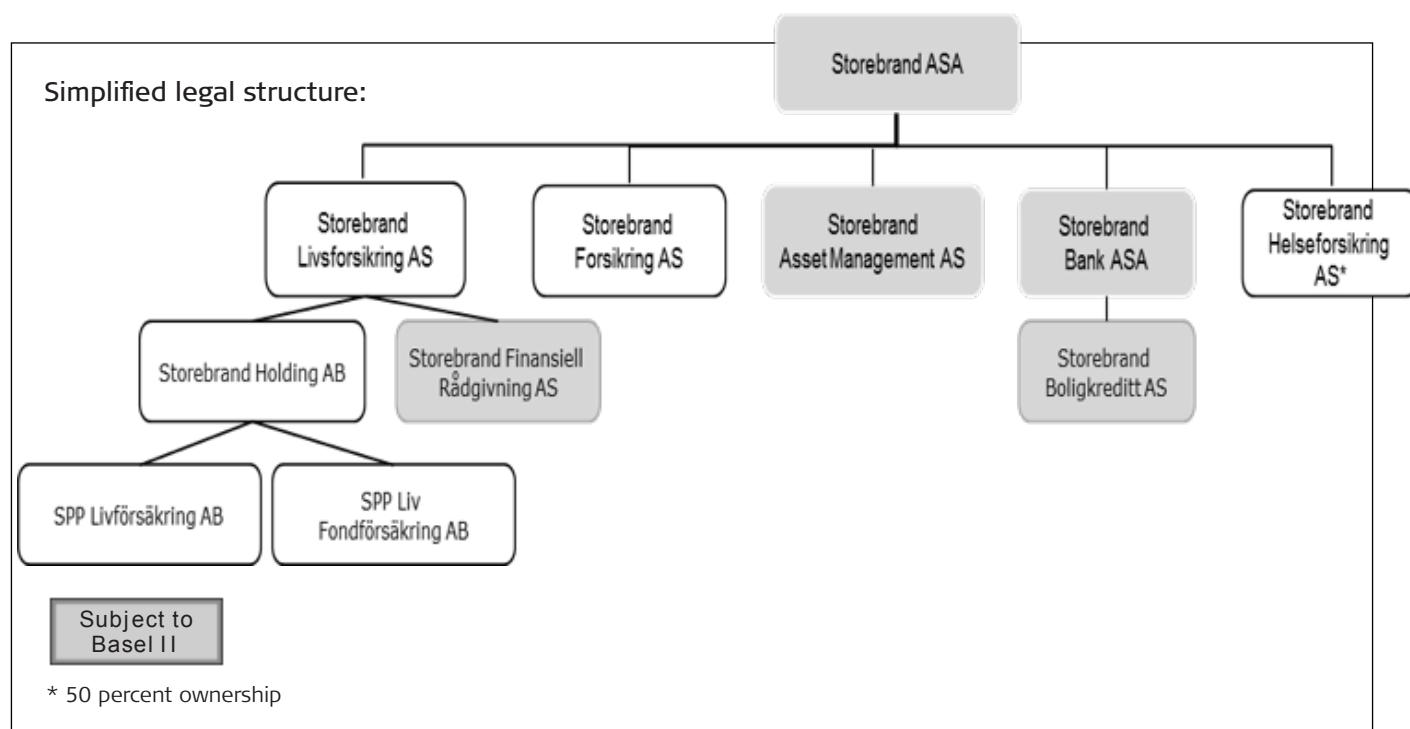 Storebrand ASA
Simplified legal structure:
Storebrand
Livsforsikring AS
Storebrand
Forsikring AS
Storebrand
Asset Management AS
Storebrand
Bank ASA
Storebrand
Helseforsikring
AS*
Storebrand Holding AB
Storebrand Finansiell
Rådgivning AS
Storebrand
Boligkreditt AS
SPP Livförsäkring AB
SPP Liv
Fondförsäkring AB
Subject to
Basel II
* 50 percent ownership